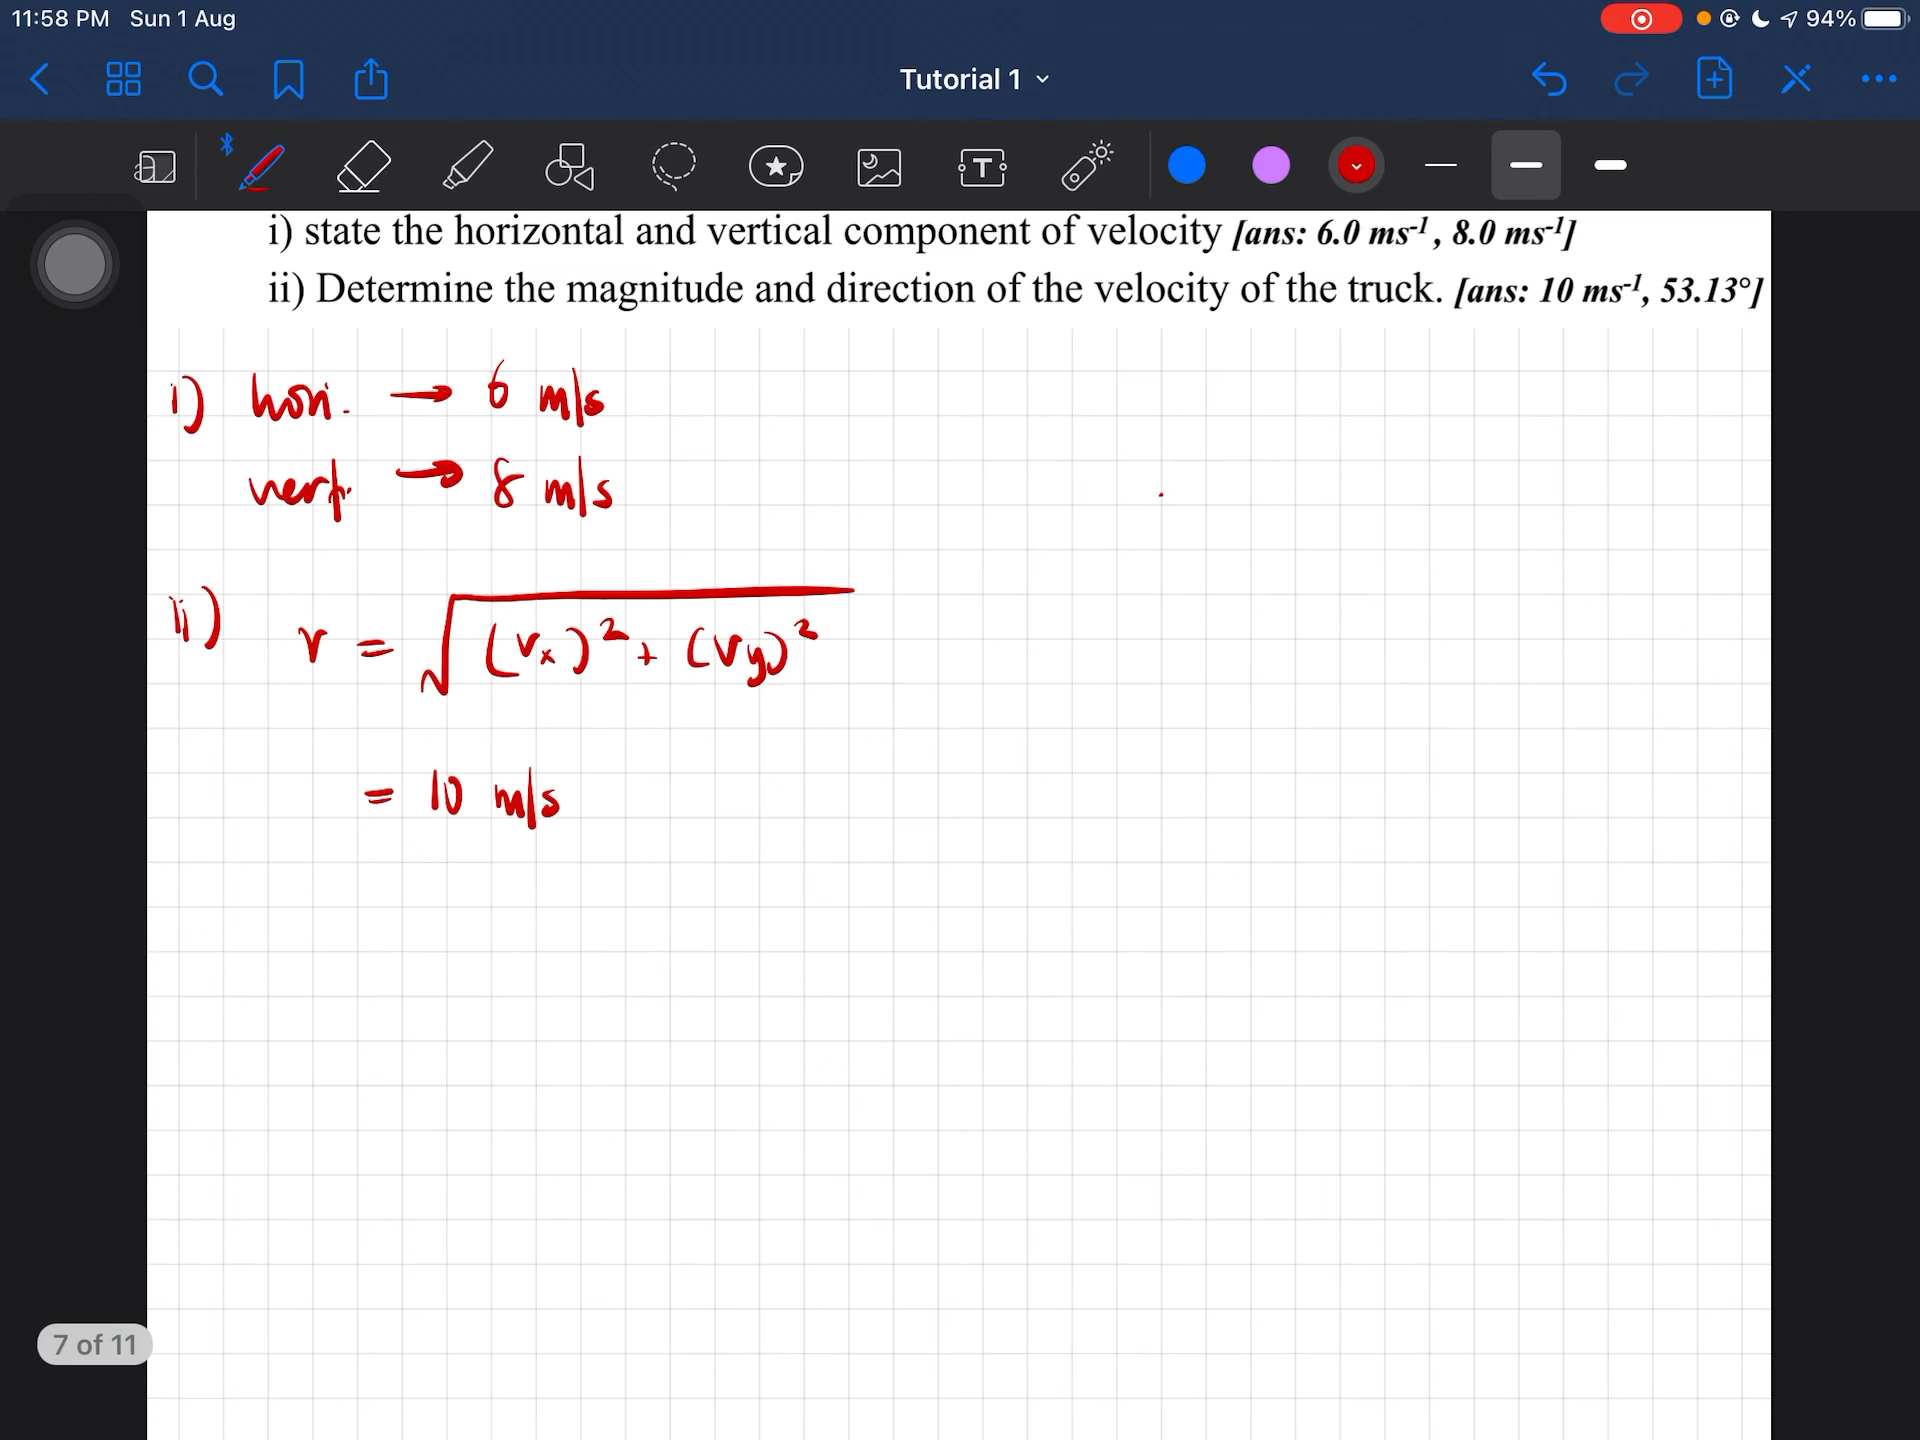 11:58 PM Sun 1 Aug
94%
Tutorial 1
T
i) state the horizontal and vertical component of velocity [ans: 6.0 ms⁻¹, 8.0 ms⁻¹]
ii) Determine the magnitude and direction of the velocity of the truck. [ans: 10 ms⁻¹, 53.13°]
i) hori. → 6 m/s
vert. → 8 m/s
ii) r = √((vx)² + (vy)²)
= 10 m/s
7 of 11